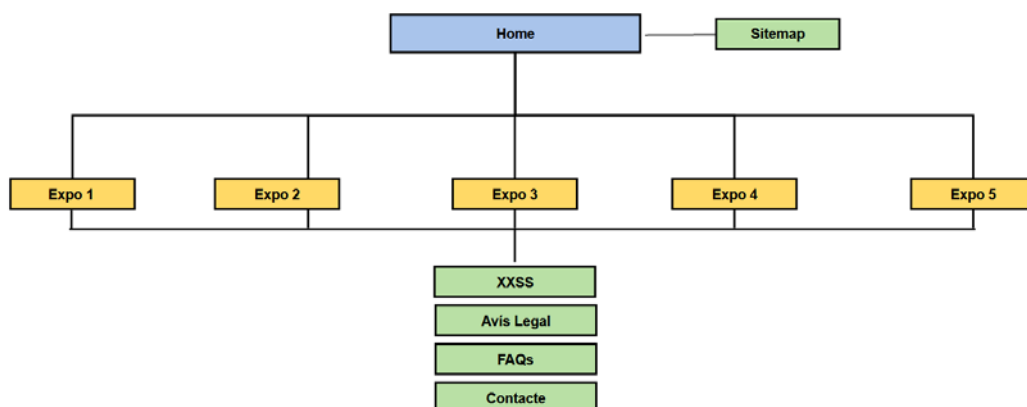 Home
Sitemap
Expo 1
Expo 2
Expo 3
Expo 4
Expo 5
XXSS
Avís Legal
FAQs
Contacte